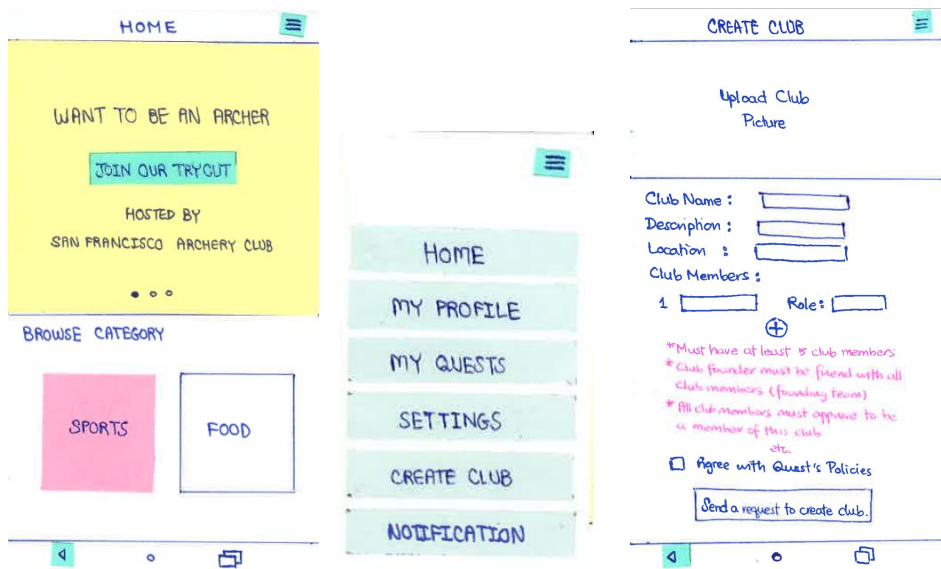 HOME
WANT TO BE AN ARCHER
JOIN OUR TRYOUT
HOSTED BY
SAN FRANCISCO ARCHERY CLUB
BROWSE CATEGORY
SPORTS
FOOD
HOME
MY PROFILE
MY QUESTS
SETTINGS
CREATE CLUB
NOTIFICATION
CREATE CLUB
Upload Club
Picture
Club Name :
Description :
Location :
Club Members :
1 Role :
*Must have at least 5 club members
* Club founder must be friend with all
club members (founding team)
* All club members must approve to be
a member of this club
etc.
Agree with Quest's Policies
Send a request to create club.